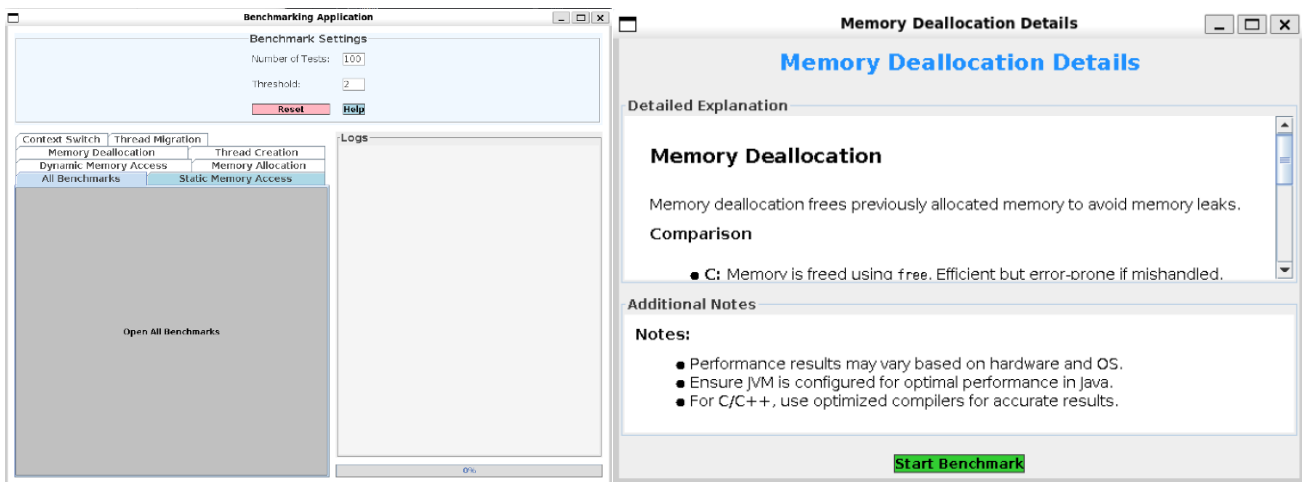 Benchmarking Application
Benchmark Settings
Number of Tests: 100
Threshold: 2
Reset Help
Context Switch Thread Migration
Memory Deallocation Thread Creation
Dynamic Memory Access Memory Allocation
All Benchmarks Static Memory Access
Open All Benchmarks
Logs
0%
Memory Deallocation Details
Memory Deallocation Details
Detailed Explanation
Memory Deallocation
Memory deallocation frees previously allocated memory to avoid memory leaks.
Comparison
● C: Memory is freed using free. Efficient but error-prone if mishandled.
Additional Notes
Notes:
● Performance results may vary based on hardware and OS.
● Ensure JVM is configured for optimal performance in Java.
● For C/C++, use optimized compilers for accurate results.
Start Benchmark